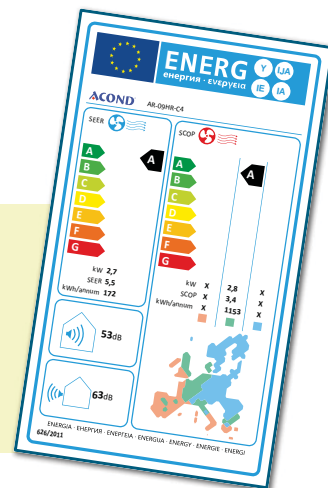 ENERG Y IJA
енергия · ενεργεια IE IA
ACOND AR-09HR-C4
SEER
A
B
C
D
E
F
G
A
kW 2,7
SEER 5,5
kWh/annum 172
SCOP
A
B
C
D
E
F
G
A
kW X 2,8 X
SCOP X 3,4 X
kWh/annum X 1153 X
53dB
63dB
ENERGIA · ЕНЕРГИЯ · ΕΝΕΡΓΕΙΑ · ENERGIJA · ENERGY · ENERGIE · ENERGI
626/2011